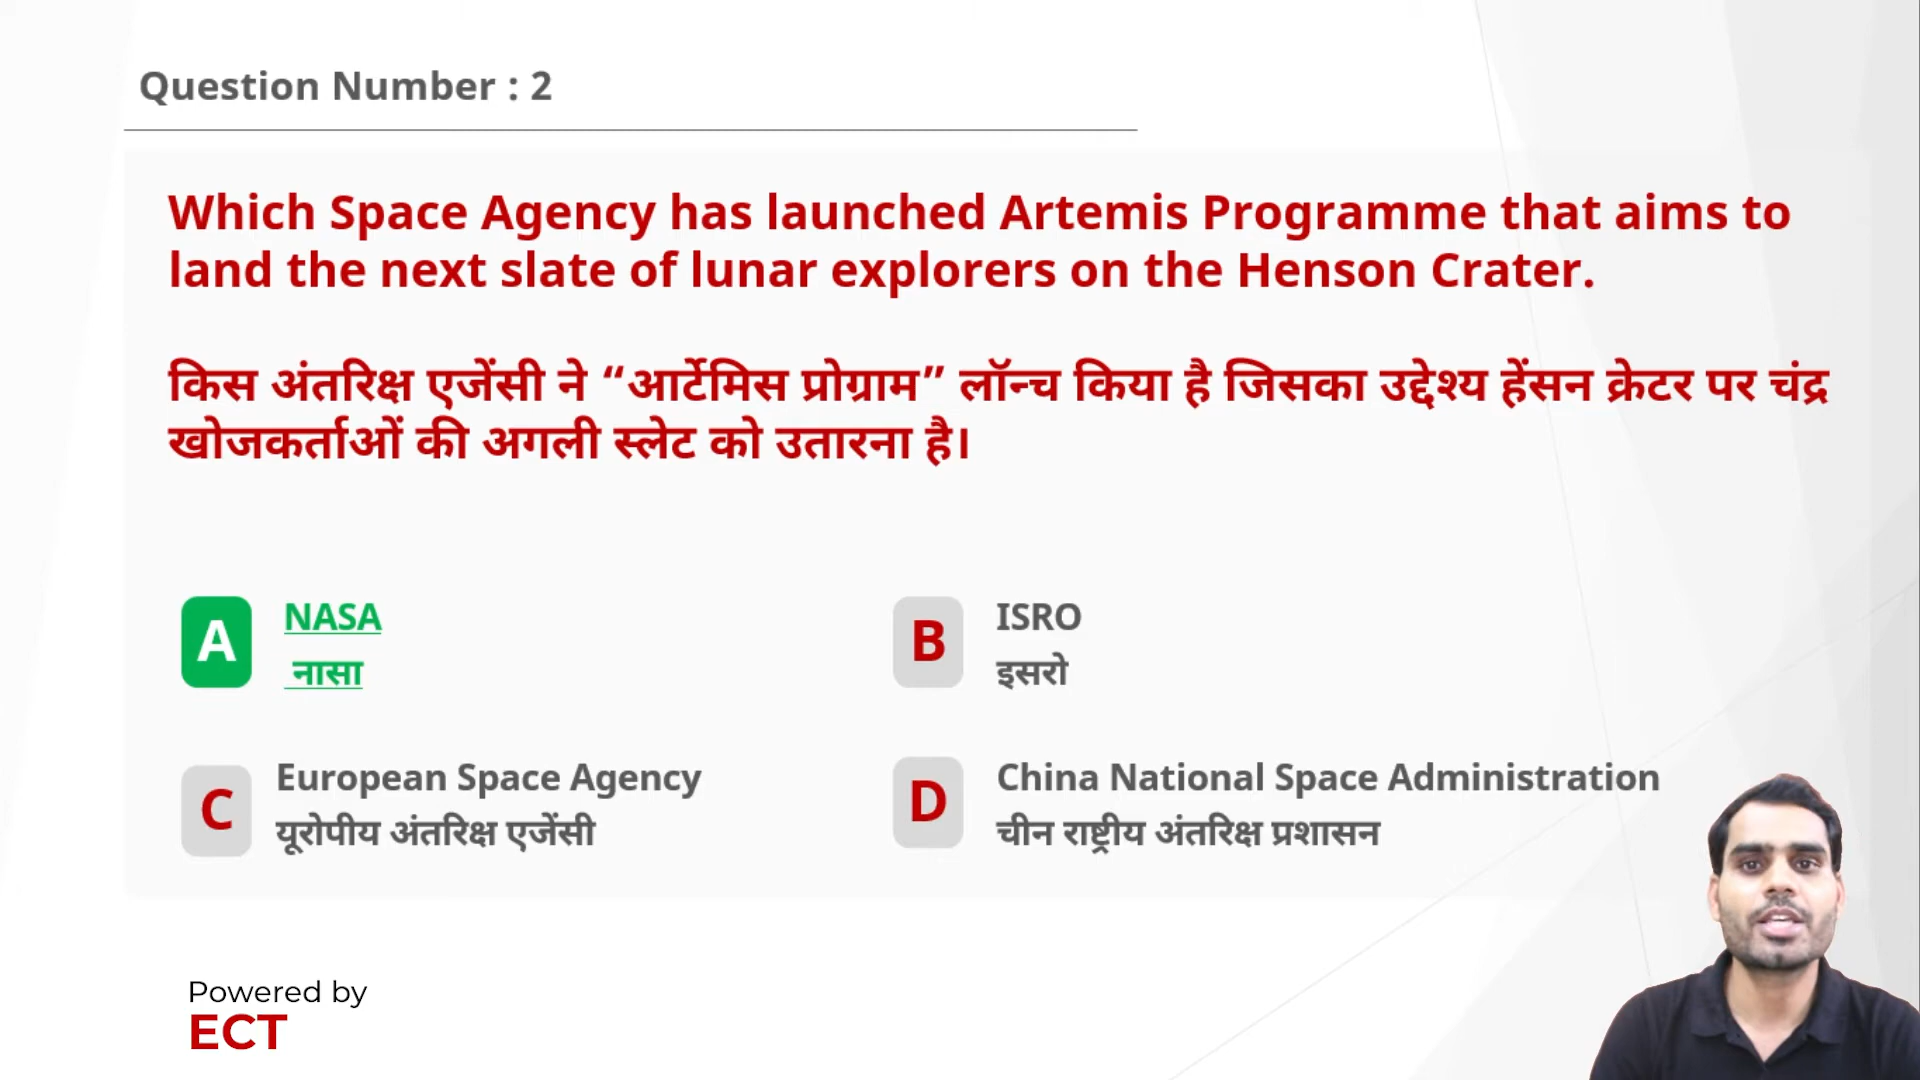 Question Number : 2
Which Space Agency has launched Artemis Programme that aims to
land the next slate of lunar explorers on the Henson Crater.
किस अंतरिक्ष एजेंसी ने “आर्टेमिस प्रोग्राम” लॉन्च किया है जिसका उद्देश्य हेंसन क्रेटर पर चंद्र
खोजकर्ताओं की अगली स्लेट को उतारना है।
A NASA
नासा
B ISRO
इसरो
C European Space Agency
यूरोपीय अंतरिक्ष एजेंसी
D China National Space Administration
चीन राष्ट्रीय अंतरिक्ष प्रशासन
Powered by
ECT